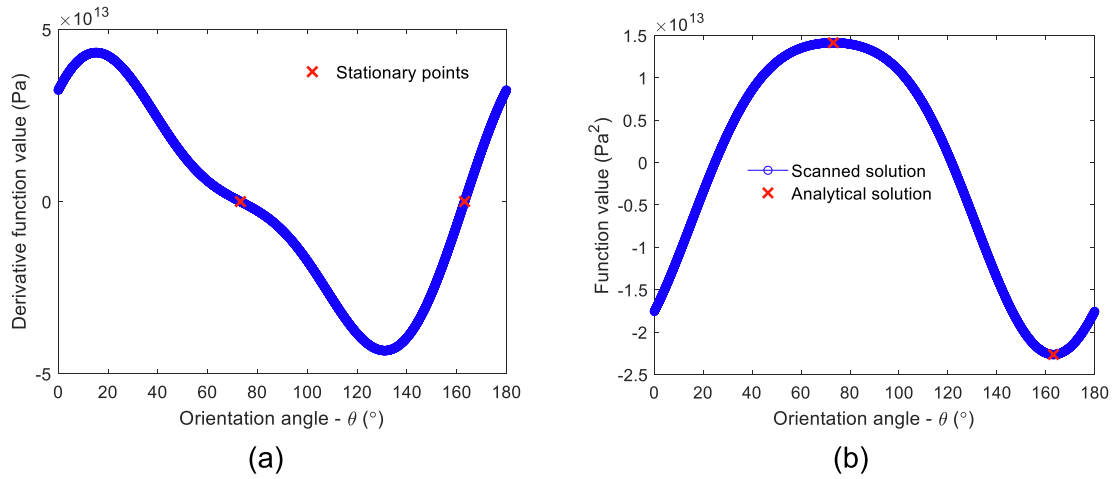 ×10^13
5
0
-5
0 20 40 60 80 100 120 140 160 180
Derivative function value (Pa)
Orientation angle - θ (°)
Stationary points
(a)
×10^13
1.5
1
0.5
0
-0.5
-1
-1.5
-2
-2.5
0 20 40 60 80 100 120 140 160 180
Function value (Pa^2)
Orientation angle - θ (°)
Scanned solution
Analytical solution
(b)